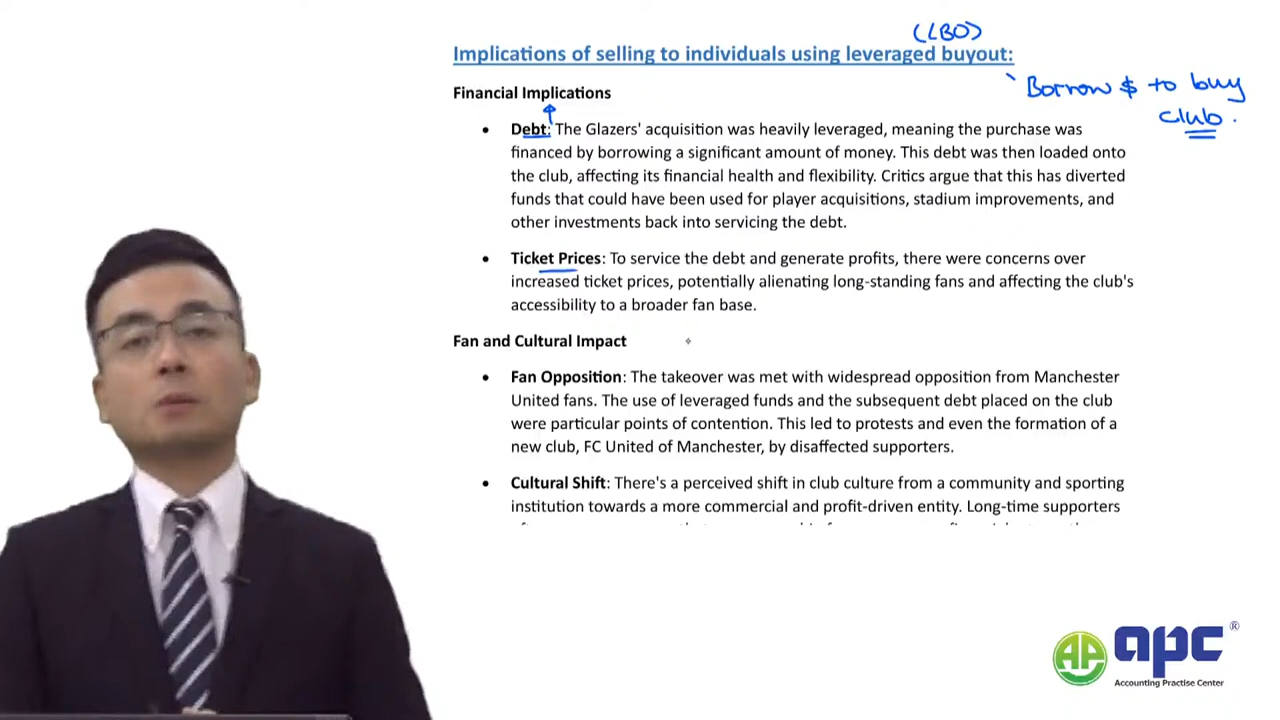 (LBO)
Implications of selling to individuals using leveraged buyout:
Borrow $ to buy
club.
Financial Implications
• Debt: The Glazers' acquisition was heavily leveraged, meaning the purchase was
financed by borrowing a significant amount of money. This debt was then loaded onto
the club, affecting its financial health and flexibility. Critics argue that this has diverted
funds that could have been used for player acquisitions, stadium improvements, and
other investments back into servicing the debt.
• Ticket Prices: To service the debt and generate profits, there were concerns over
increased ticket prices, potentially alienating long-standing fans and affecting the club's
accessibility to a broader fan base.
Fan and Cultural Impact
• Fan Opposition: The takeover was met with widespread opposition from Manchester
United fans. The use of leveraged funds and the subsequent debt placed on the club
were particular points of contention. This led to protests and even the formation of a
new club, FC United of Manchester, by disaffected supporters.
• Cultural Shift: There's a perceived shift in club culture from a community and sporting
institution towards a more commercial and profit-driven entity. Long-time supporters
AP apc ®
Accounting Practise Center